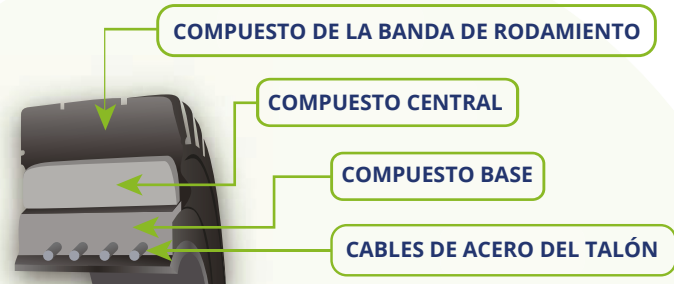 COMPUESTO DE LA BANDA DE RODAMIENTO
COMPUESTO CENTRAL
COMPUESTO BASE
CABLES DE ACERO DEL TALÓN